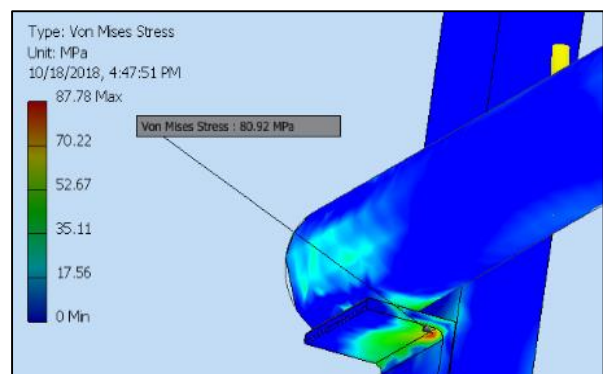 Type: Von Mises Stress
Unit: MPa
10/18/2018, 4:47:51 PM
87.78 Max
Von Mises Stress : 80.92 MPa
70.22
52.67
35.11
17.56
0 Min